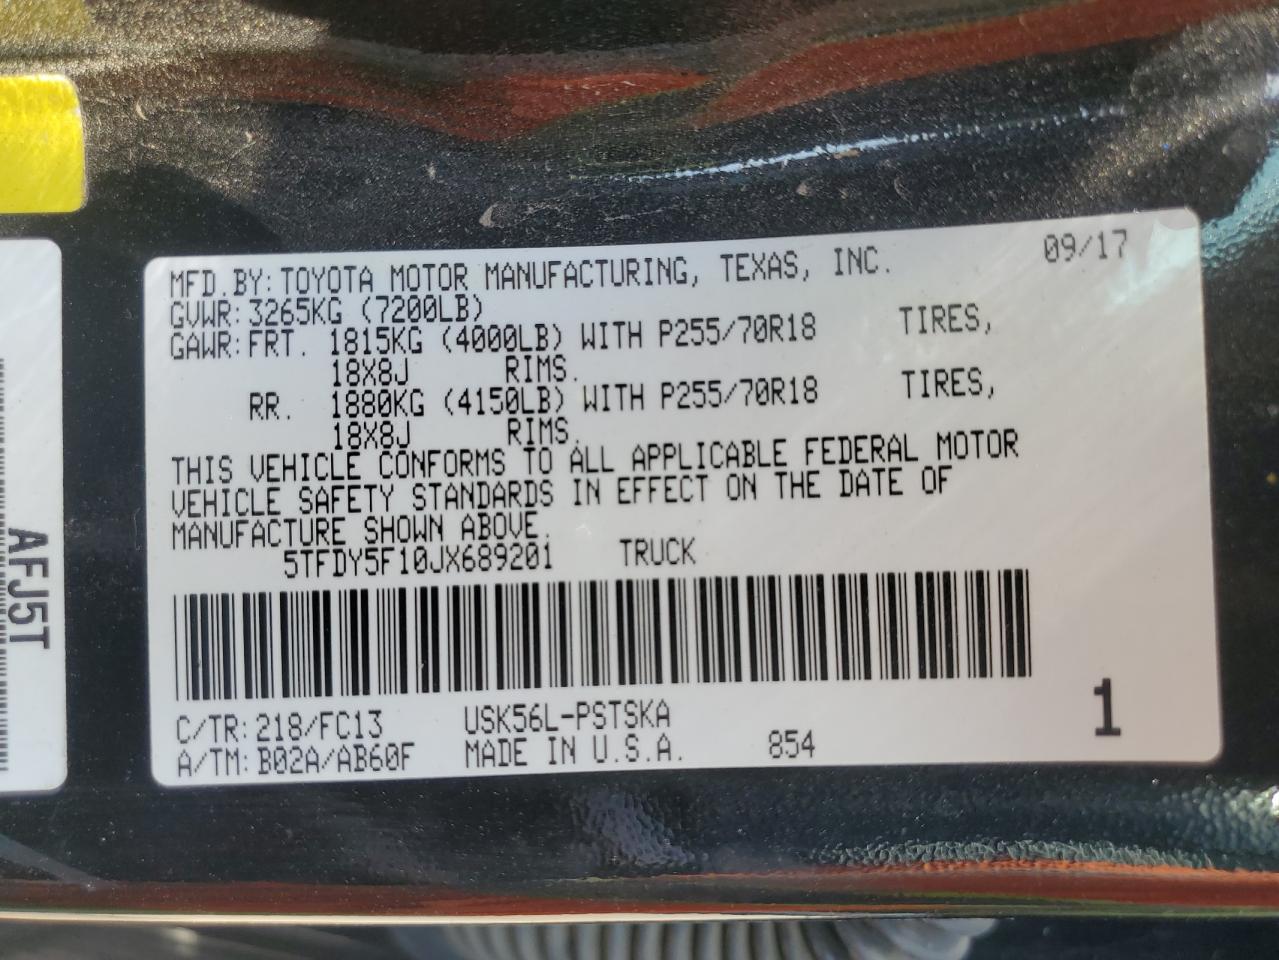 MFD. BY: TOYOTA MOTOR MANUFACTURING, TEXAS, INC. 09/17
GVWR: 3265KG (7200LB)
GAWR: FRT. 1815KG (4000LB) WITH P255/70R18 TIRES,
18X8J RIMS.
RR. 1880KG (4150LB) WITH P255/70R18 TIRES,
18X8J RIMS.
THIS VEHICLE CONFORMS TO ALL APPLICABLE FEDERAL MOTOR
VEHICLE SAFETY STANDARDS IN EFFECT ON THE DATE OF
MANUFACTURE SHOWN ABOVE.
5TFDY5F10JX689201 TRUCK
C/TR: 218/FC13 USK56L-PSTSKA
A/TM: B02A/AB60F MADE IN U.S.A. 854
1
AFJ5T